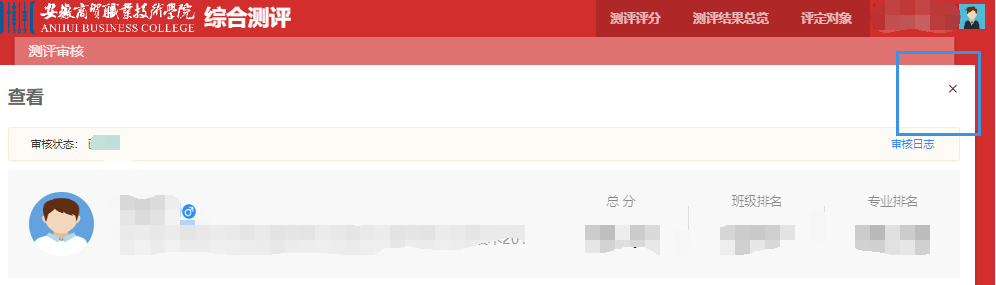 安徽商贸职业技术学院
ANHUI BUSINESS COLLEGE
综合测评
测评评分 测评结果总览 评定对象
测评审核
查看
×
审核状态：
审核日志
总 分 班级排名 专业排名